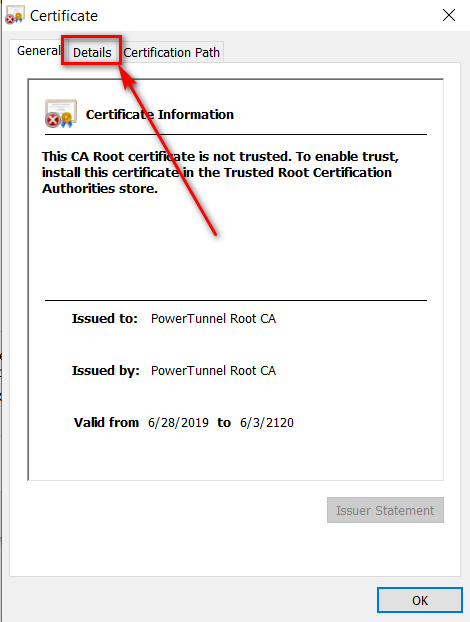 Certificate
General Details Certification Path
Certificate Information
This CA Root certificate is not trusted. To enable trust,
install this certificate in the Trusted Root Certification
Authorities store.
Issued to: PowerTunnel Root CA
Issued by: PowerTunnel Root CA
Valid from 6/28/2019 to 6/3/2120
Issuer Statement
OK